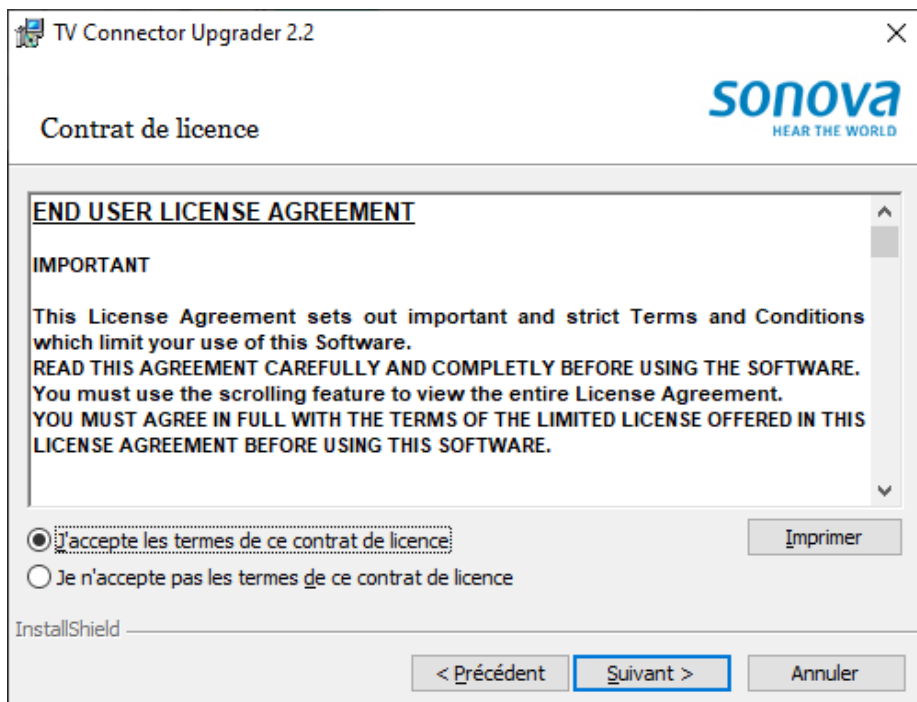 TV Connector Upgrader 2.2
sonova
HEAR THE WORLD
Contrat de licence
END USER LICENSE AGREEMENT
IMPORTANT
This License Agreement sets out important and strict Terms and Conditions
which limit your use of this Software.
READ THIS AGREEMENT CAREFULLY AND COMPLETLY BEFORE USING THE SOFTWARE.
You must use the scrolling feature to view the entire License Agreement.
YOU MUST AGREE IN FULL WITH THE TERMS OF THE LIMITED LICENSE OFFERED IN THIS
LICENSE AGREEMENT BEFORE USING THIS SOFTWARE.
J'accepte les termes de ce contrat de licence
Imprimer
Je n'accepte pas les termes de ce contrat de licence
InstallShield
< Précédent
Suivant >
Annuler